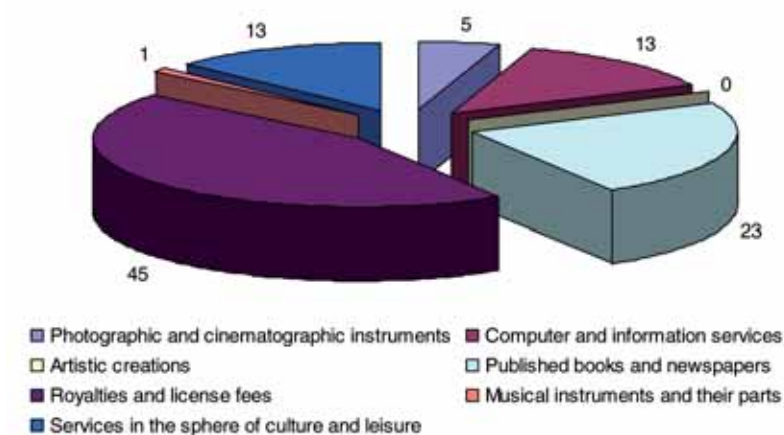 13
5
13
1
0
23
45
Photographic and cinematographic instruments
Computer and information services
Artistic creations
Published books and newspapers
Royalties and license fees
Musical instruments and their parts
Services in the sphere of culture and leisure